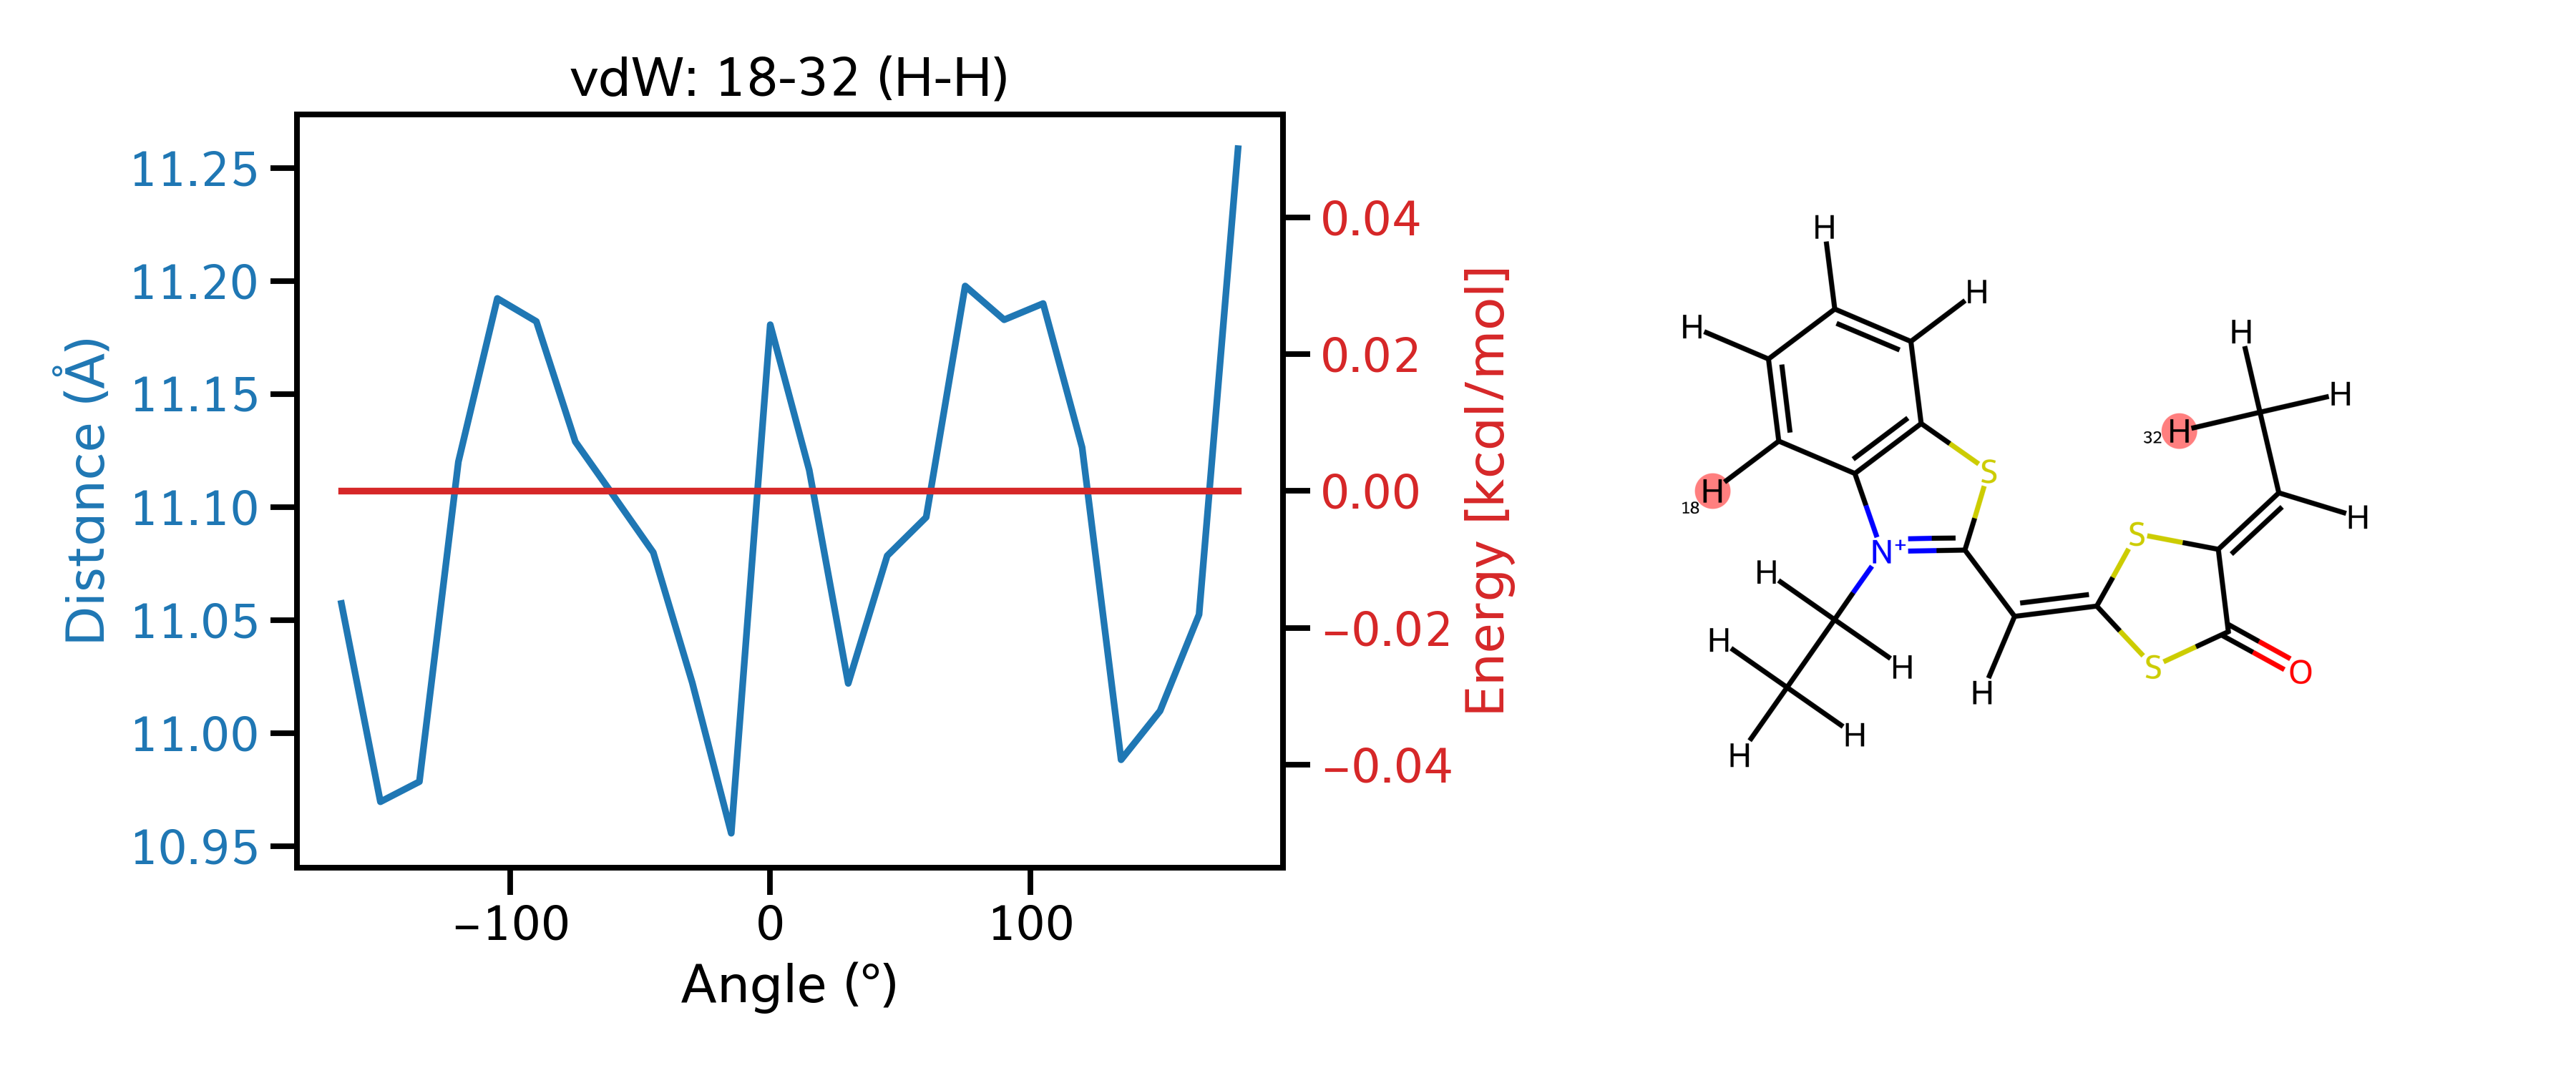 vdW: 18-32 (H-H)
11.25
11.20
11.15
11.10
11.05
11.00
10.95
Distance (Å)
0.04
0.02
0.00
−0.02
−0.04
Energy [kcal/mol]
−100
0
100
Angle (°)
H
H
H
H
H
32 H
S
H
18
H
S
N+
H
H
H
H
S
O
H
H